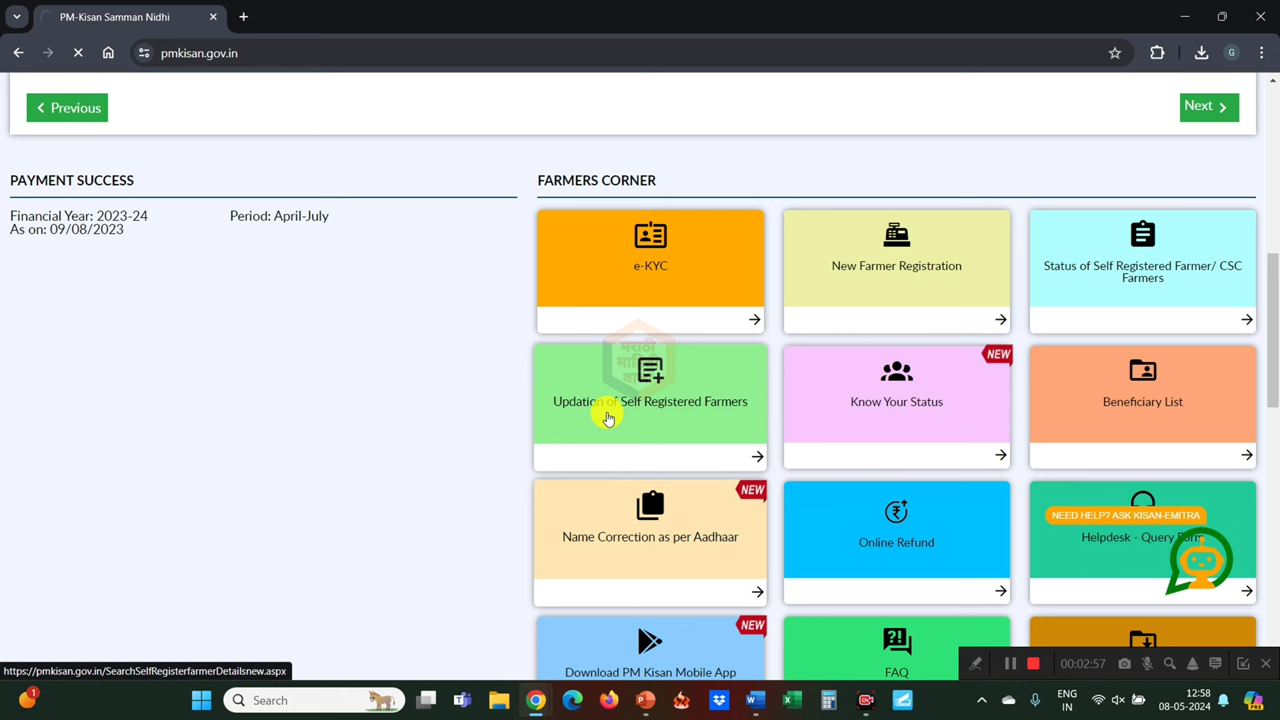 PM-Kisan Samman Nidhi
pmkisan.gov.in
G
Previous
Next
PAYMENT SUCCESS
Financial Year: 2023-24
Period: April-July
As on: 09/08/2023
FARMERS CORNER
e-KYC
New Farmer Registration
Status of Self Registered Farmer/ CSC
Farmers
मराठी
माहिती
Updation of Self Registered Farmers
NEW
Know Your Status
Beneficiary List
NEW
Name Correction as per Aadhaar
Online Refund
NEED HELP? ASK KISAN-EMITRA
Helpdesk - Query Form
NEW
Download PM Kisan Mobile App
FAQ
https://pmkisan.gov.in/SearchSelfRegisterfarmerDetailsnew.aspx
00:02:57
1
Search
ENG
IN
12:58
08-05-2024